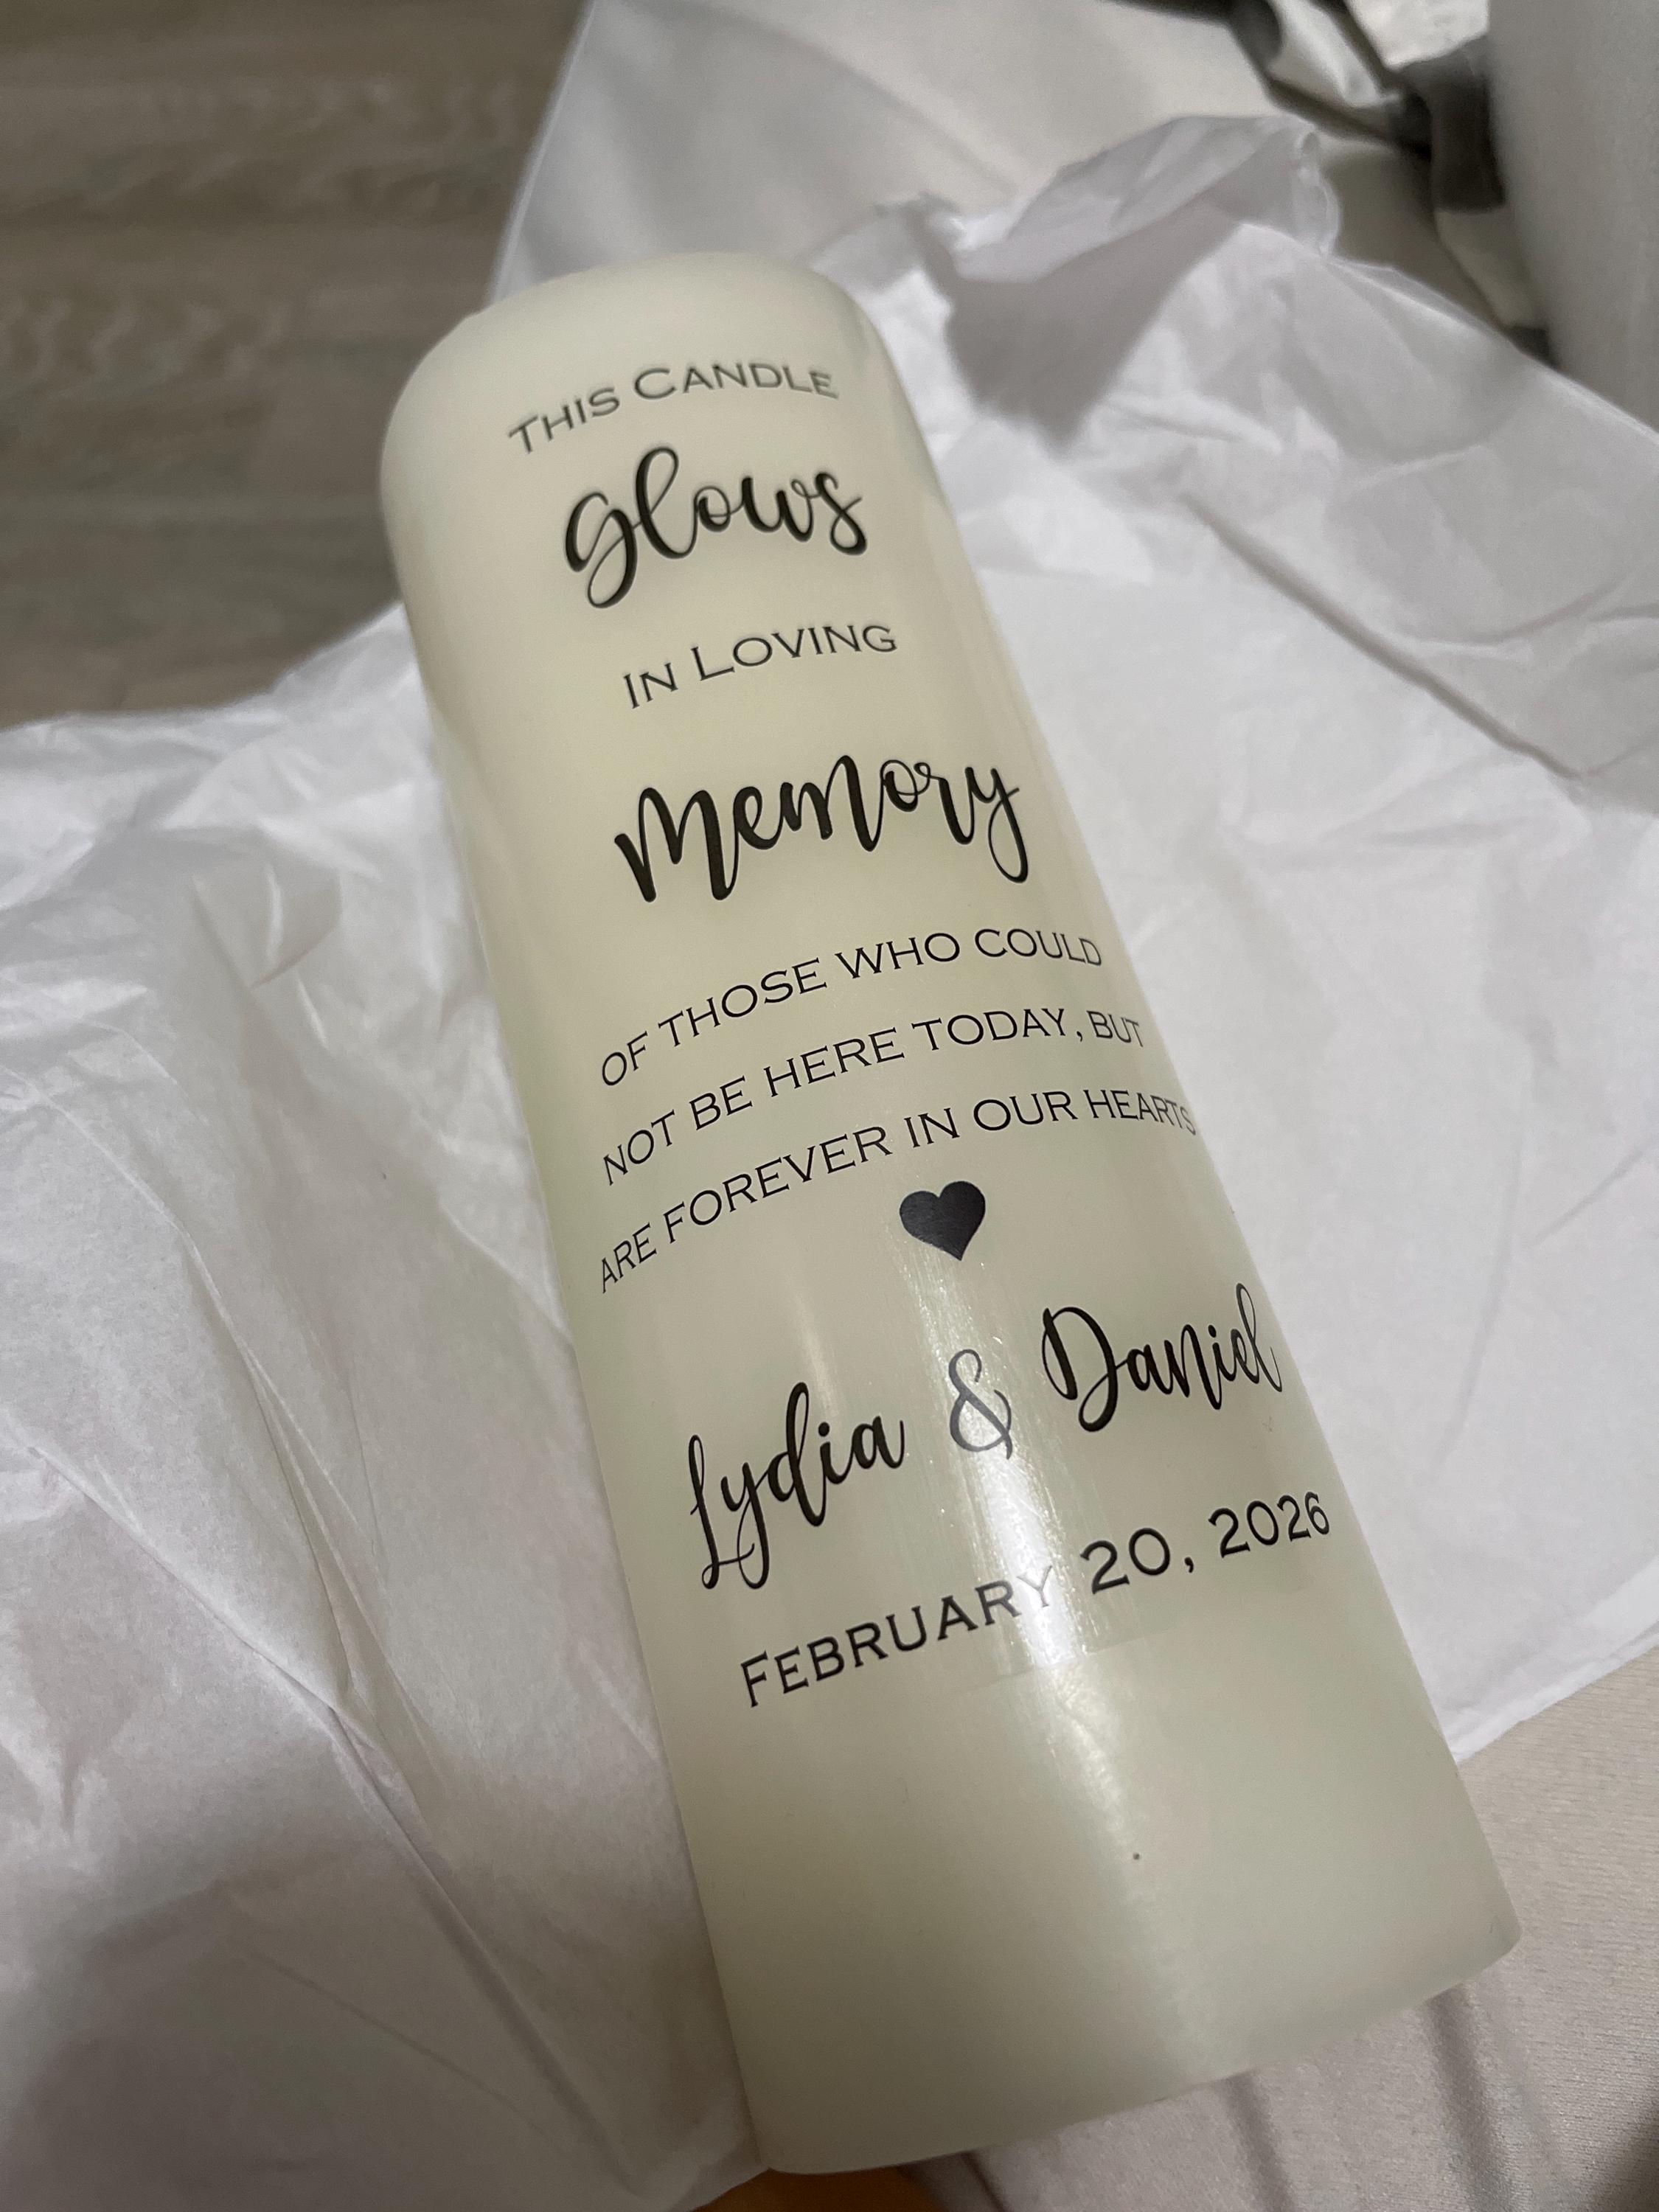 THIS CANDLE
glows
IN LOVING
Memory
OF THOSE WHO COULD
NOT BE HERE TODAY, BUT
ARE FOREVER IN OUR HEARTS
Lydia & Daniel
FEBRUARY 20, 2026